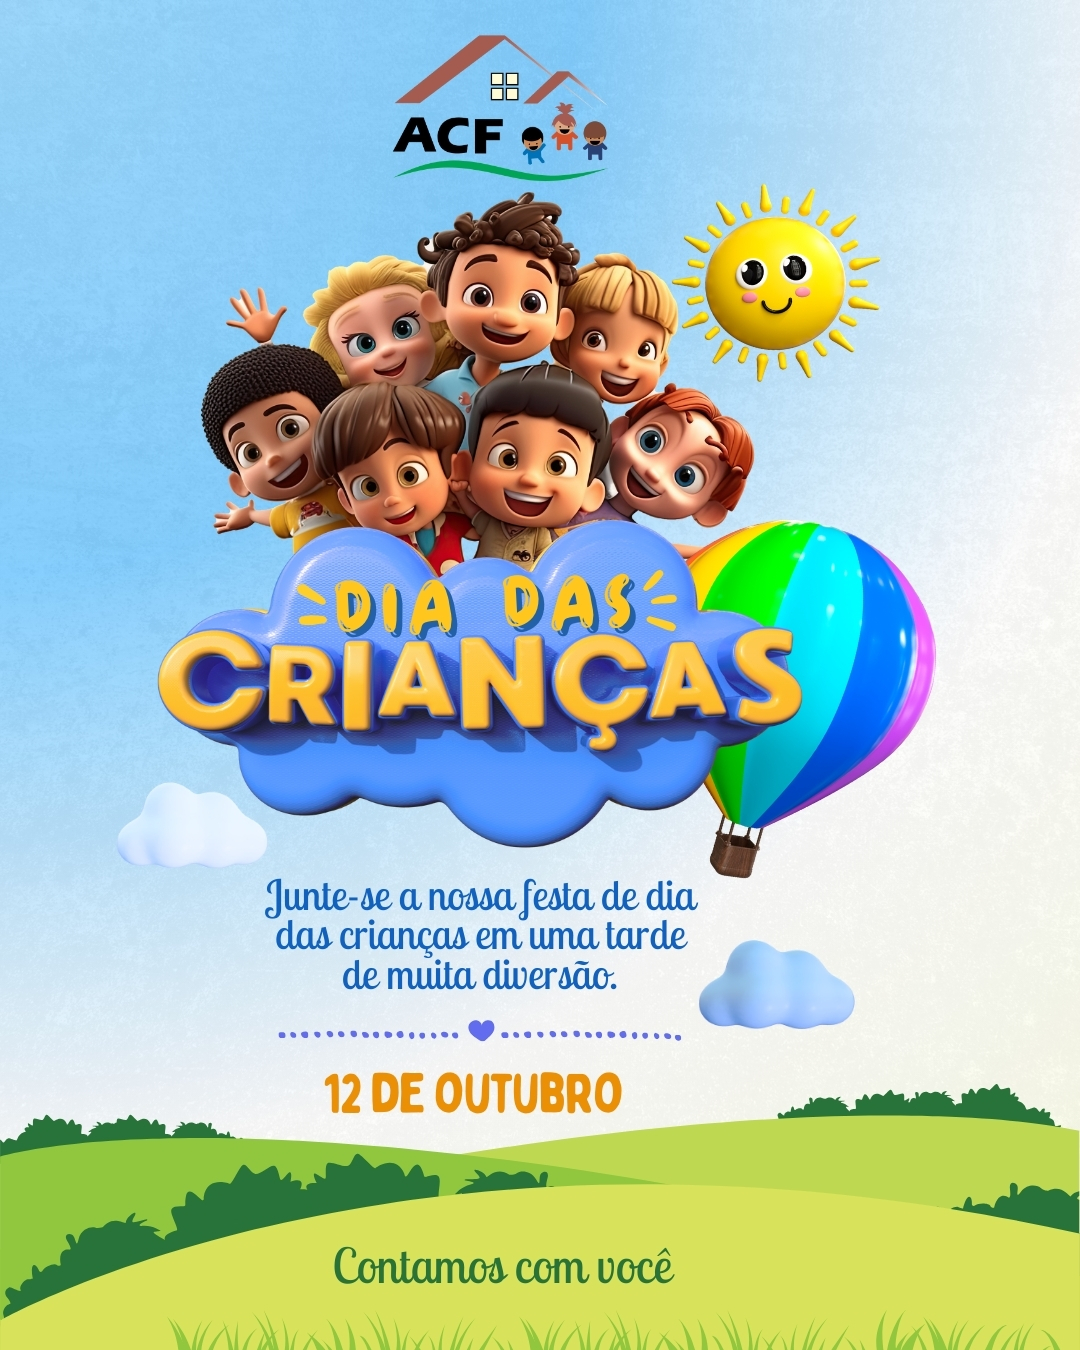 ACF
DIA DAS
CRIANÇAS
Junte-se a nossa festa de dia
das crianças em uma tarde
de muita diversão.
12 DE OUTUBRO
Contamos com você